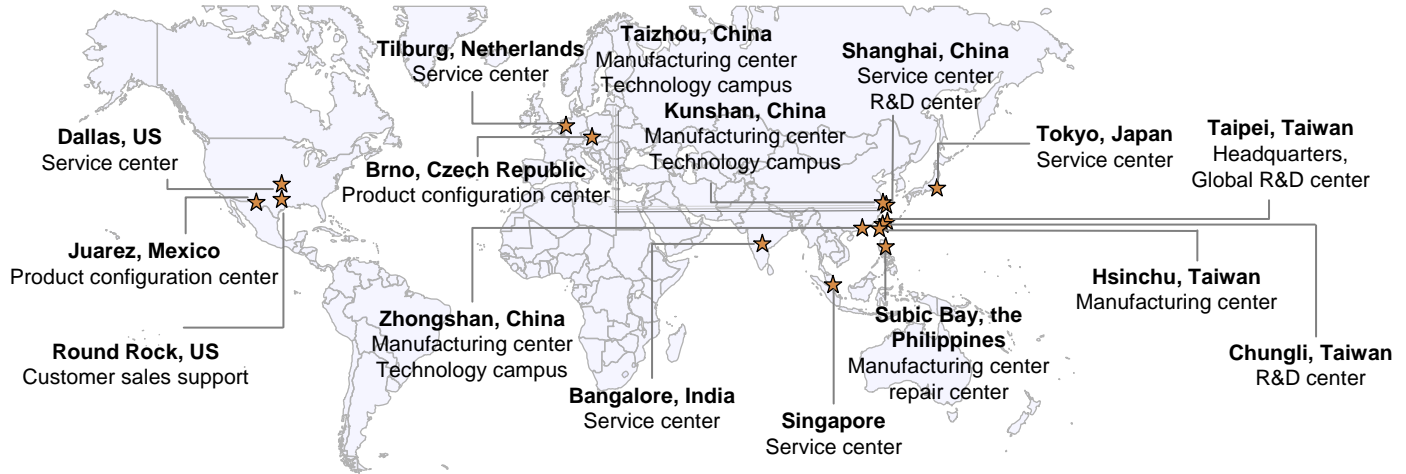 Tilburg, Netherlands
Service center
Taizhou, China
Manufacturing center
Technology campus
Shanghai, China
Service center
R&D center
Kunshan, China
Manufacturing center
Technology campus
Dallas, US
Service center
Brno, Czech Republic
Product configuration center
Tokyo, Japan
Service center
Taipei, Taiwan
Headquarters,
Global R&D center
Juarez, Mexico
Product configuration center
Hsinchu, Taiwan
Manufacturing center
Zhongshan, China
Manufacturing center
Technology campus
Subic Bay, the
Philippines
Manufacturing center
repair center
Round Rock, US
Customer sales support
Chungli, Taiwan
R&D center
Bangalore, India
Service center
Singapore
Service center